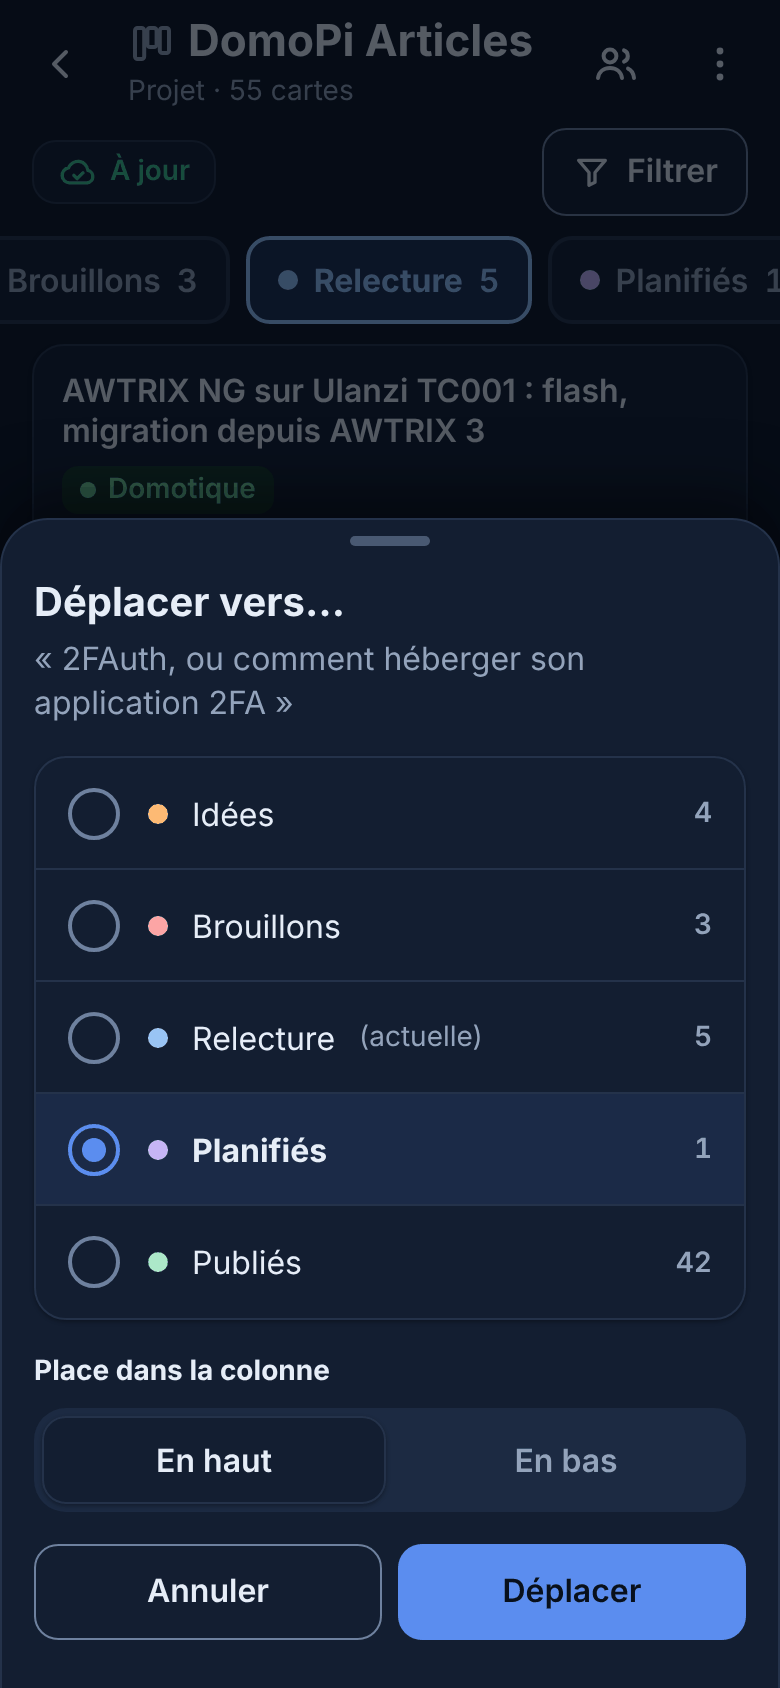 DomoPi Articles
Projet · 55 cartes
À jour
Filtrer
Brouillons 3
Relecture 5
Planifiés 1
AWTRIX NG sur Ulanzi TC001 : flash,
migration depuis AWTRIX 3
Domotique
Déplacer vers...
« 2FAuth, ou comment héberger son
application 2FA »
Idées 4
Brouillons 3
Relecture (actuelle) 5
Planifiés 1
Publiés 42
Place dans la colonne
En haut
En bas
Annuler
Déplacer